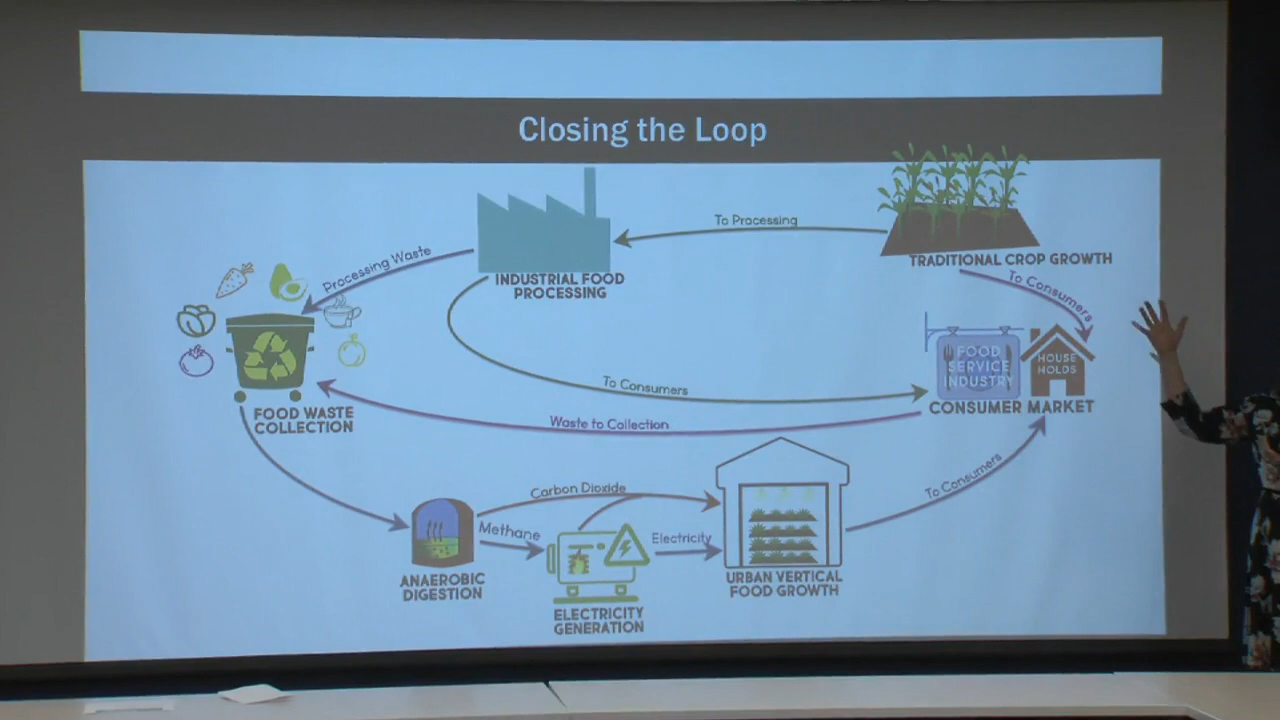 Closing the Loop
To Processing
TRADITIONAL CROP GROWTH
Processing Waste
INDUSTRIAL FOOD
PROCESSING
To Consumers
FOOD
SERVICE
INDUSTRY
HOUSE
HOLDS
CONSUMER MARKET
To Consumers
Waste to Collection
FOOD WASTE
COLLECTION
Carbon Dioxide
To Consumers
Methane
Electricity
ANAEROBIC
DIGESTION
ELECTRICITY
GENERATION
URBAN VERTICAL
FOOD GROWTH